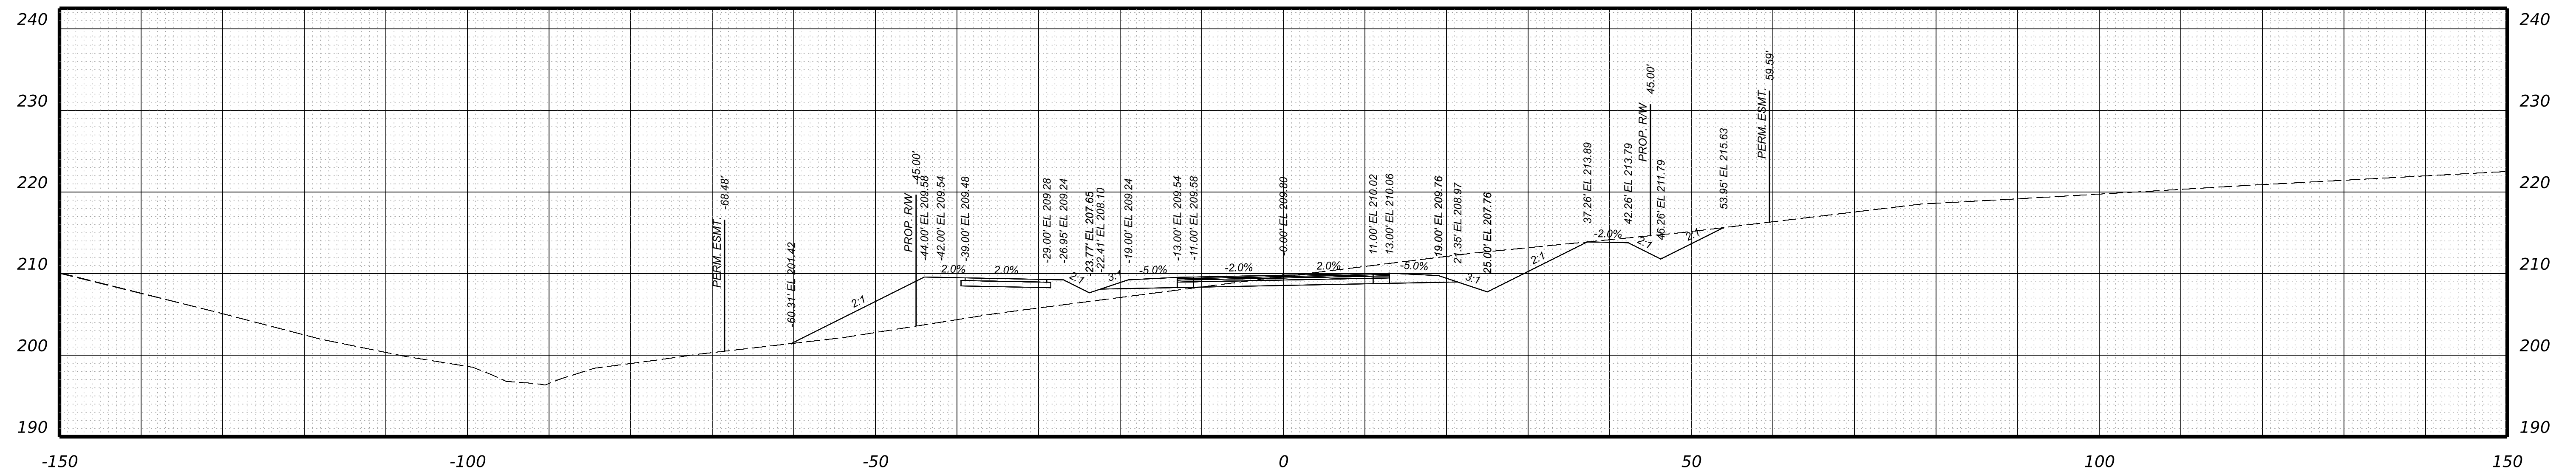 240
240
230
230
220
220
210
210
200
200
190
190
-150
-100
-50
0
50
100
150
PERM. ESMT. -68.48'
-60.31' EL 201.42
2:1
PROP. R/W -45.00'
-44.00' EL 209.58
-42.00' EL 209.54
-39.00' EL 209.48
2.0%
2.0%
-29.00' EL 209.28
-26.95' EL 209.24
2:1
-23.77' EL 207.65
-22.41' EL 208.10
3:1
-19.00' EL 209.24
-5.0%
-13.00' EL 209.54
-11.00' EL 209.58
-2.0%
-0.00' EL 209.80
2.0%
11.00' EL 210.02
13.00' EL 210.06
-5.0%
19.00' EL 209.76
21.35' EL 208.97
3:1
25.00' EL 207.76
2:1
37.26' EL 213.89
-2.0%
42.26' EL 213.79
2:1
PROP. R/W 45.00'
46.26' EL 211.79
2:1
53.95' EL 215.63
PERM. ESMT. 59.59'